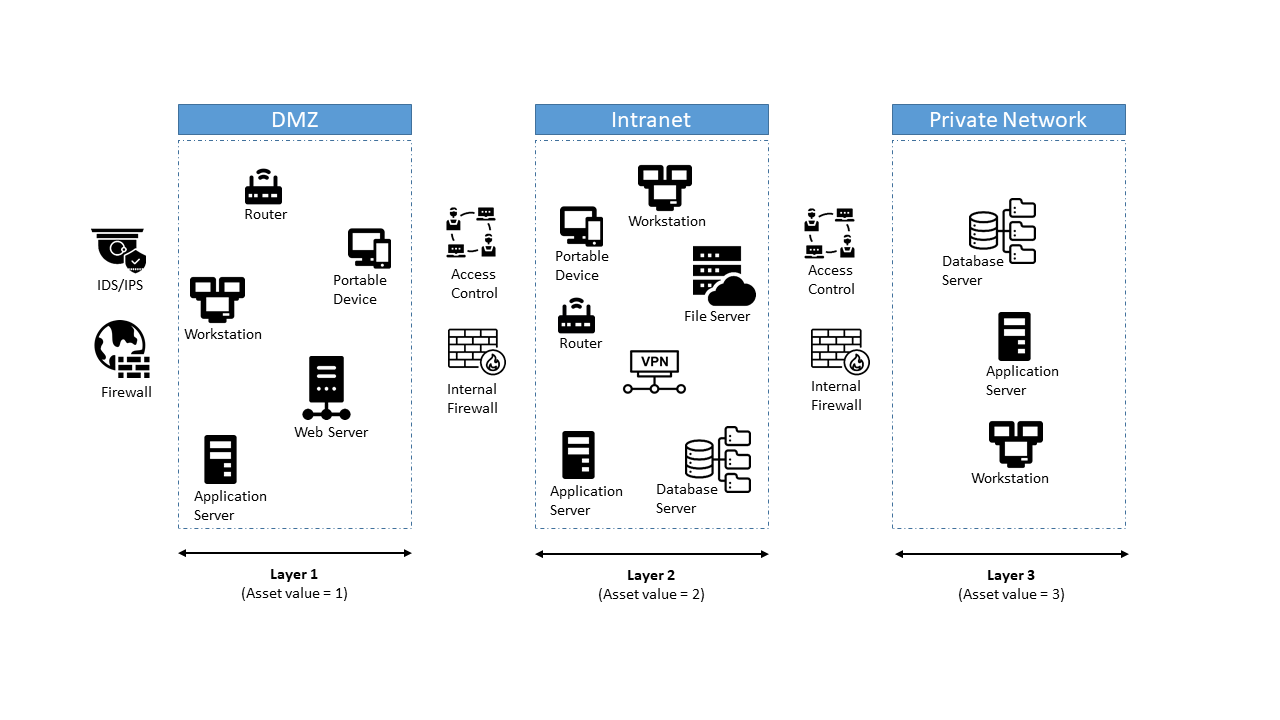 DMZ
Intranet
Private Network
IDS/IPS
Firewall
Router
Portable
Device
Workstation
Web Server
Application
Server
Access
Control
Internal
Firewall
Workstation
Portable
Device
File Server
Router
VPN
Application
Server
Database
Server
Access
Control
Internal
Firewall
Database
Server
Application
Server
Workstation
Layer 1
(Asset value = 1)
Layer 2
(Asset value = 2)
Layer 3
(Asset value = 3)